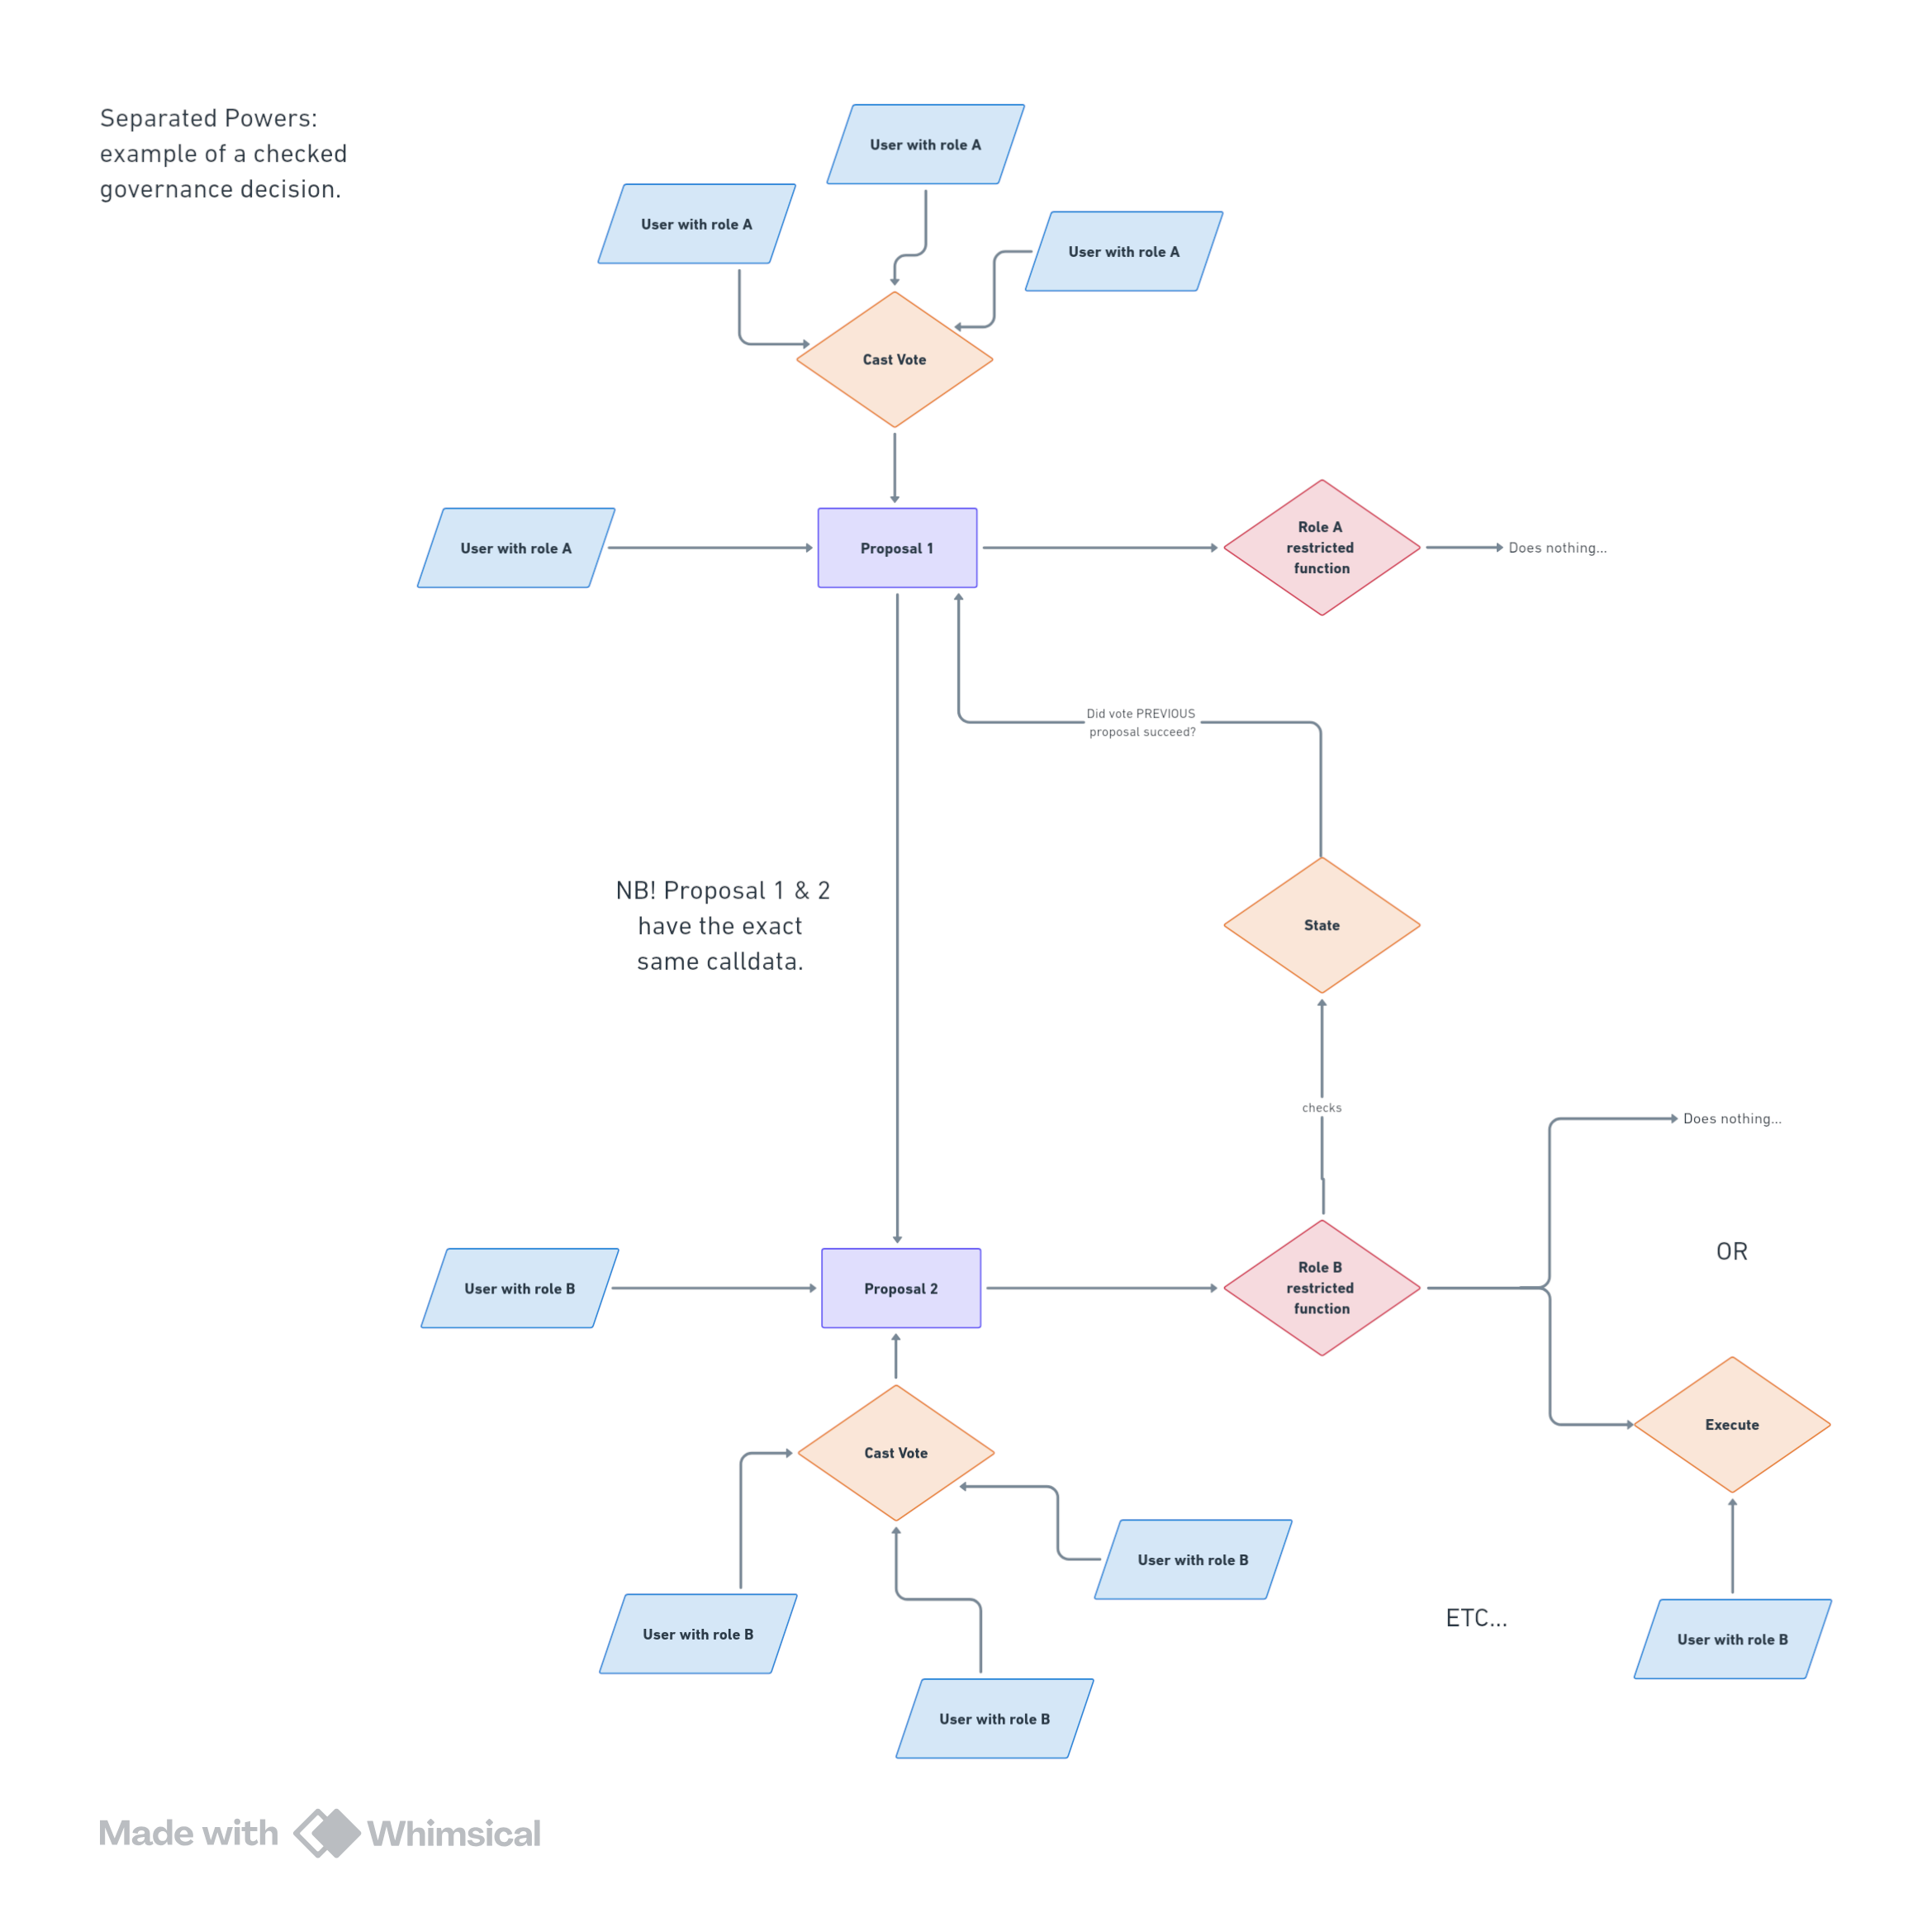 Separated Powers:
example of a checked
governance decision.
User with role A
User with role A
User with role A
Cast Vote
User with role A
Proposal 1
Role A
restricted
function
Does nothing...
Did vote PREVIOUS
proposal succeed?
NB! Proposal 1 & 2
have the exact
same calldata.
State
checks
Does nothing...
OR
User with role B
Proposal 2
Role B
restricted
function
Execute
Cast Vote
User with role B
User with role B
User with role B
ETC...
User with role B
Made with Whimsical